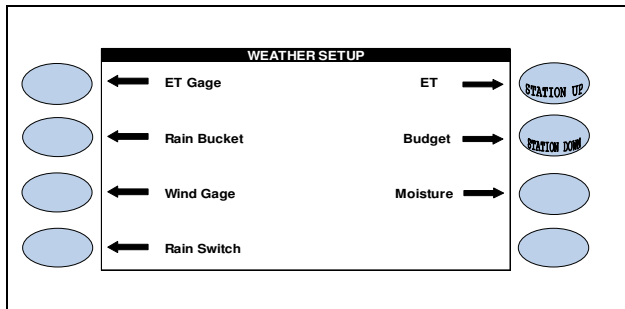 WEATHER SETUP
ET Gage
ET
STATION UP
Rain Bucket
Budget
STATION DOWN
Wind Gage
Moisture
Rain Switch